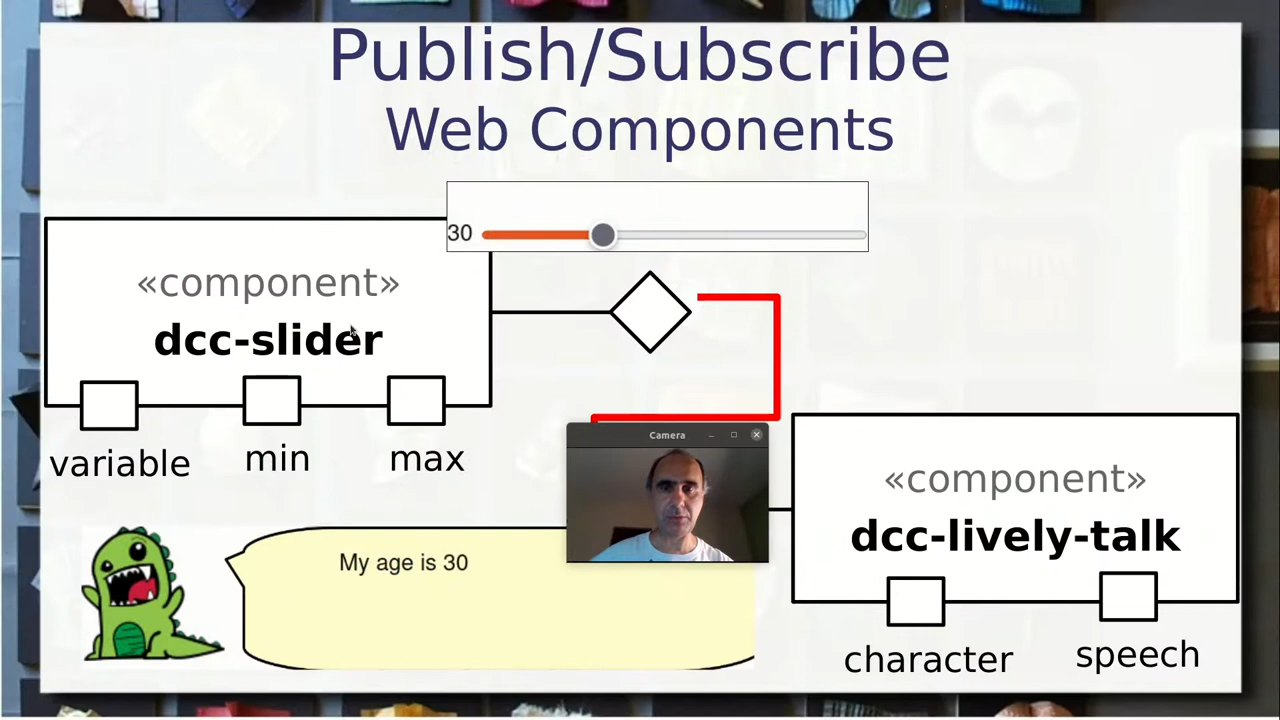 Publish/Subscribe
Web Components
30
«component»
dcc-slider
variable
min
max
Camera
My age is 30
«component»
dcc-lively-talk
character
speech